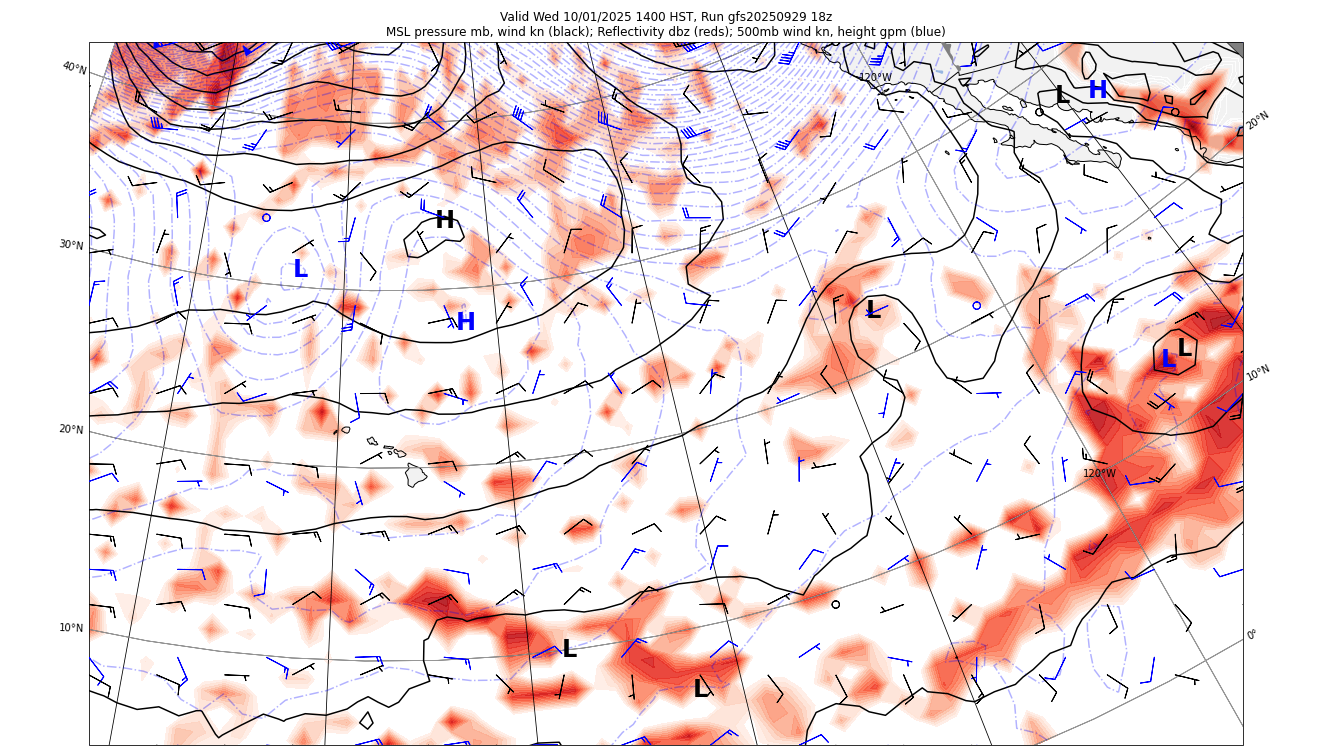 Valid Wed 10/01/2025 1400 HST, Run gfs20250929 18z
MSL pressure mb, wind kn (black); Reflectivity dbz (reds); 500mb wind kn, height gpm (blue)
40°N
120°W
H
L
20°N
H
30°N
L
L
H
L
L
10°N
20°N
120°W
10°N
0°
L
L